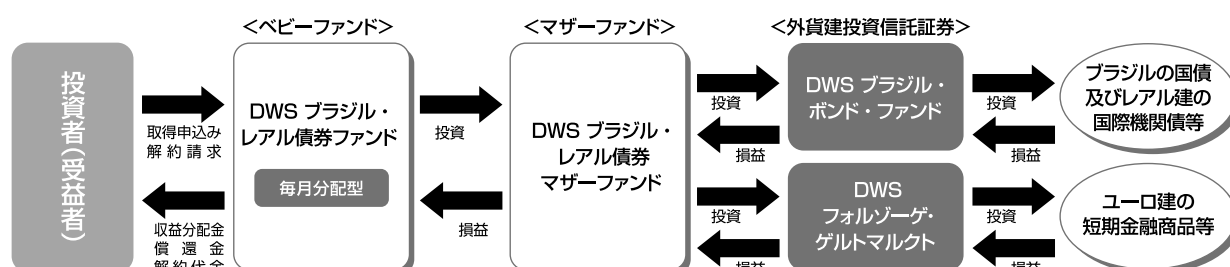 <ベビーファンド>
<マザーファンド>
<外貨建投資信託証券>
投資者(受益者)
取得申込み
解約請求
収益分配金
償還金
解約代金
DWS ブラジル・
レアル債券ファンド
毎月分配型
投資
損益
DWS ブラジル・
レアル債券
マザーファンド
投資
損益
投資
損益
DWS ブラジル・
ボンド・ファンド
DWS
フォルゾーゲ・
ゲルトマルクト
投資
損益
投資
損益
ブラジルの国債
及びレアル建の
国際機関債等
ユーロ建の
短期金融商品等